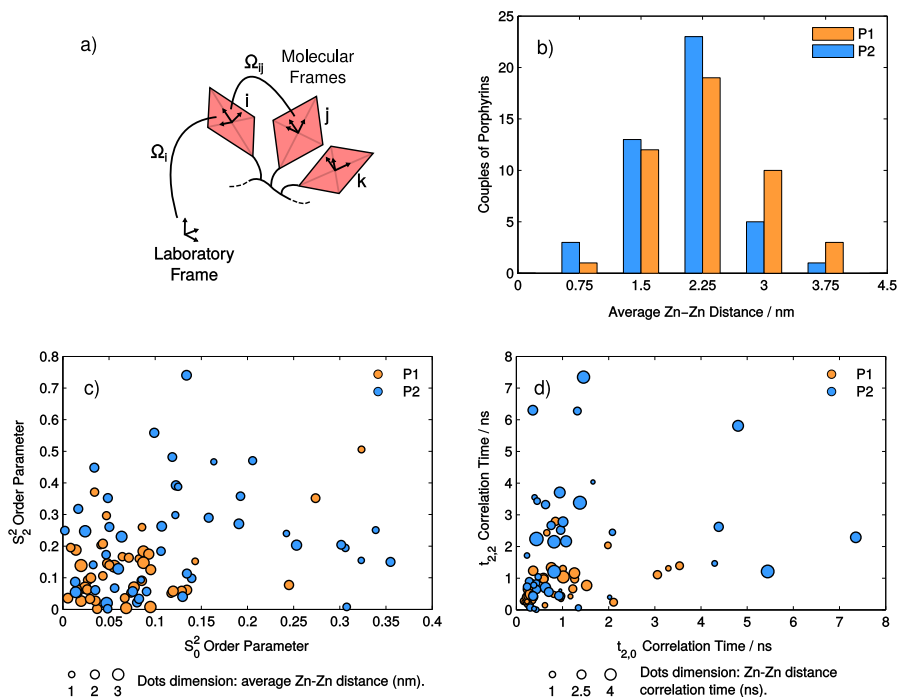 a)
Molecular
Frames
Ωij
i
j
k
Ωi
Laboratory
Frame
b)
P1
P2
Couples of Porphyrins
25
20
15
10
5
0
0.75 1.5 2.25 3 3.75 4.5
Average Zn−Zn Distance / nm
c)
P1
P2
S₂² Order Parameter
0.8
0.7
0.6
0.5
0.4
0.3
0.2
0.1
0
0 0.05 0.1 0.15 0.2 0.25 0.3 0.35 0.4
S₀² Order Parameter
1 2 3
Dots dimension: average Zn-Zn distance (nm).
d)
P1
P2
t2,2 Correlation Time / ns
8
7
6
5
4
3
2
1
0
0 1 2 3 4 5 6 7 8
t2,0 Correlation Time / ns
1 2.5 4
Dots dimension: Zn-Zn distance
correlation time (ns).